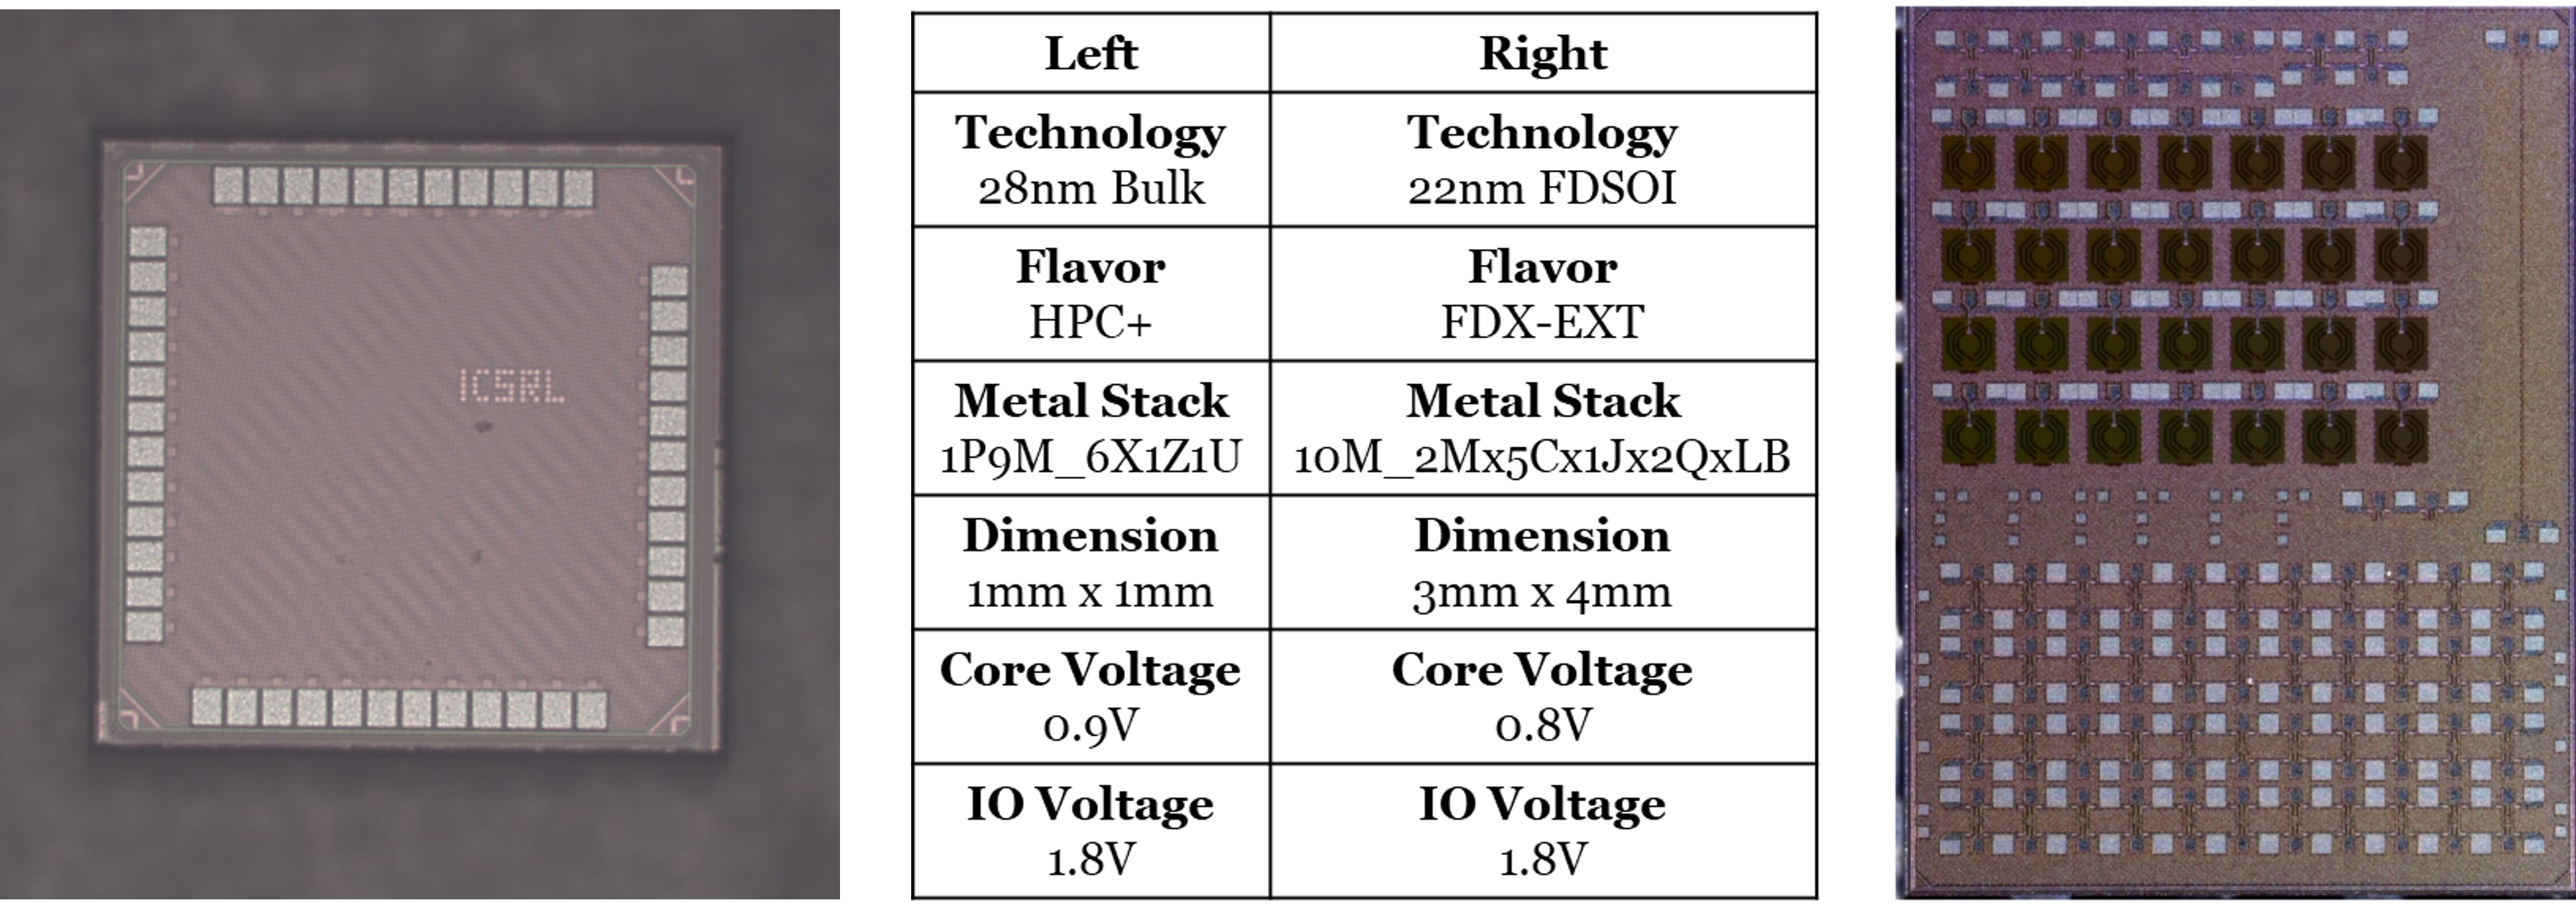 ICSRL
Left Right
Technology Technology
28nm Bulk 22nm FDSOI
Flavor Flavor
HPC+ FDX-EXT
Metal Stack Metal Stack
1P9M_6X1Z1U 10M_2Mx5Cx1Jx2QxLB
Dimension Dimension
1mm x 1mm 3mm x 4mm
Core Voltage Core Voltage
0.9V 0.8V
IO Voltage IO Voltage
1.8V 1.8V